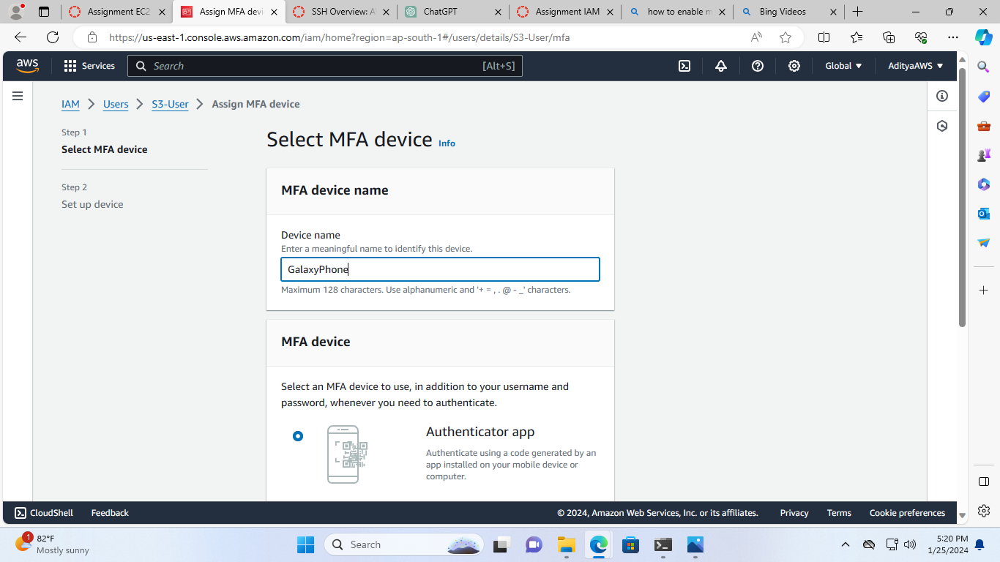 Assignment EC2
Assign MFA devi
SSH Overview: A
ChatGPT
Assignment IAM
how to enable m
Bing Videos
https://us-east-1.console.aws.amazon.com/iam/home?region=ap-south-1#/users/details/S3-User/mfa
aws
Services
Search
[Alt+S]
Global
AdityaAWS
IAM
Users
S3-User
Assign MFA device
Step 1
Select MFA device
Step 2
Set up device
Select MFA device Info
MFA device name
Device name
Enter a meaningful name to identify this device.
GalaxyPhone
Maximum 128 characters. Use alphanumeric and '+ = , . @ - _' characters.
MFA device
Select an MFA device to use, in addition to your username and
password, whenever you need to authenticate.
Authenticator app
Authenticate using a code generated by an
app installed on your mobile device or
computer.
CloudShell
Feedback
© 2024, Amazon Web Services, Inc. or its affiliates.
Privacy
Terms
Cookie preferences
1
82°F
Mostly sunny
Search
5:20 PM
1/25/2024